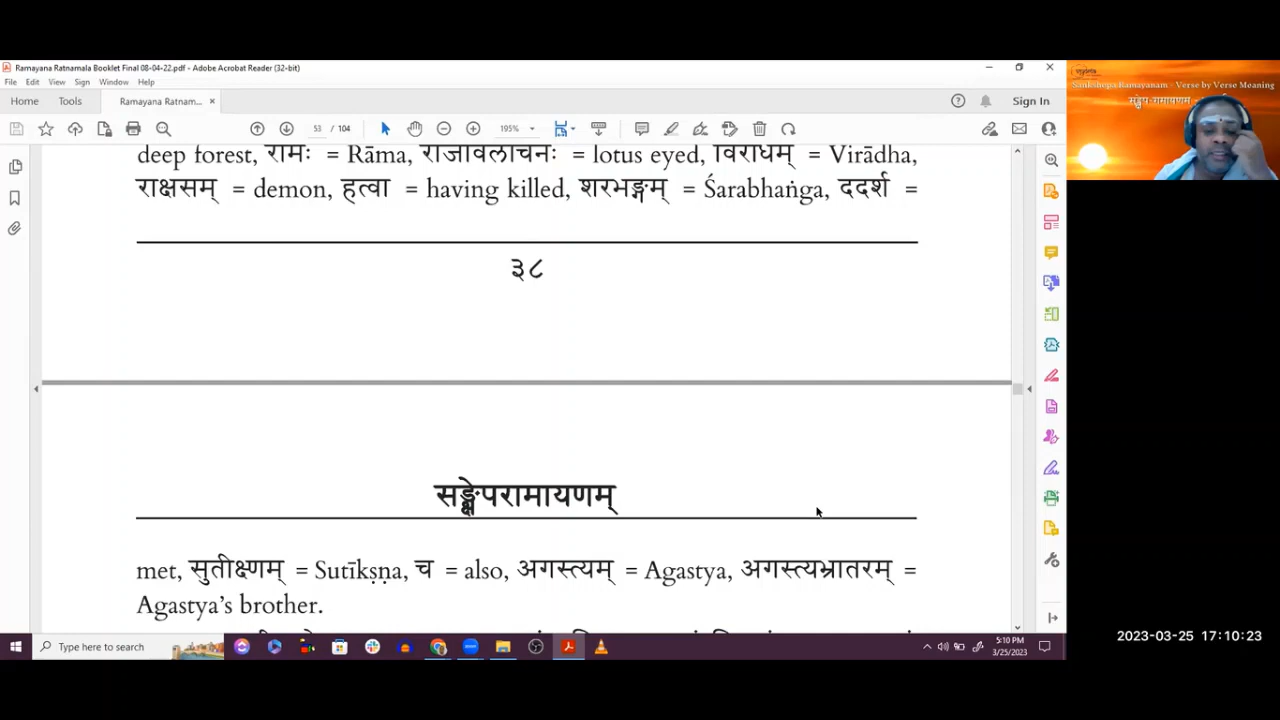 Ramayana Ratnamala Booklet Final 08-04-22.pdf - Adobe Acrobat Reader (32-bit)
File Edit View Sign Window Help
Home Tools Ramayana Ratnam... × Sign In
53 / 104 195%
deep forest, रामः = Rāma, राजीवलोचनः = lotus eyed, विराधम् = Virādha,
राक्षसम् = demon, हत्वा = having killed, शरभङ्गम् = Śarabhaṅga, ददर्श =
३८
सङ्क्षेपरामायणम्
met, सुतीक्ष्णम् = Sutīkṣṇa, च = also, अगस्त्यम् = Agastya, अगस्त्यभ्रातरम् =
Agastya's brother.
Type here to search
5:10 PM
3/25/2023
Sankshepa Ramayanam - Verse by Verse Meaning
2023-03-25 17:10:23